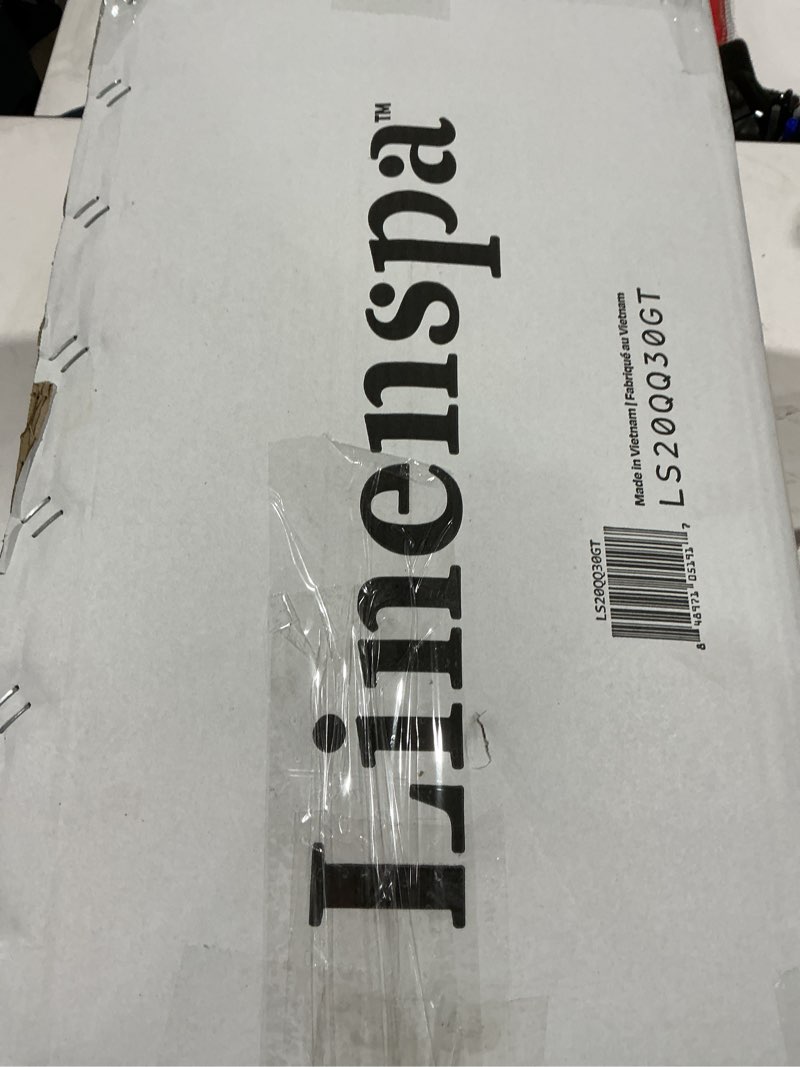 Linenspa™
Made in Vietnam | Fabriqué au Vietnam
LS20QQ30GT
LS20QQ30GT
8 48971 05191 7